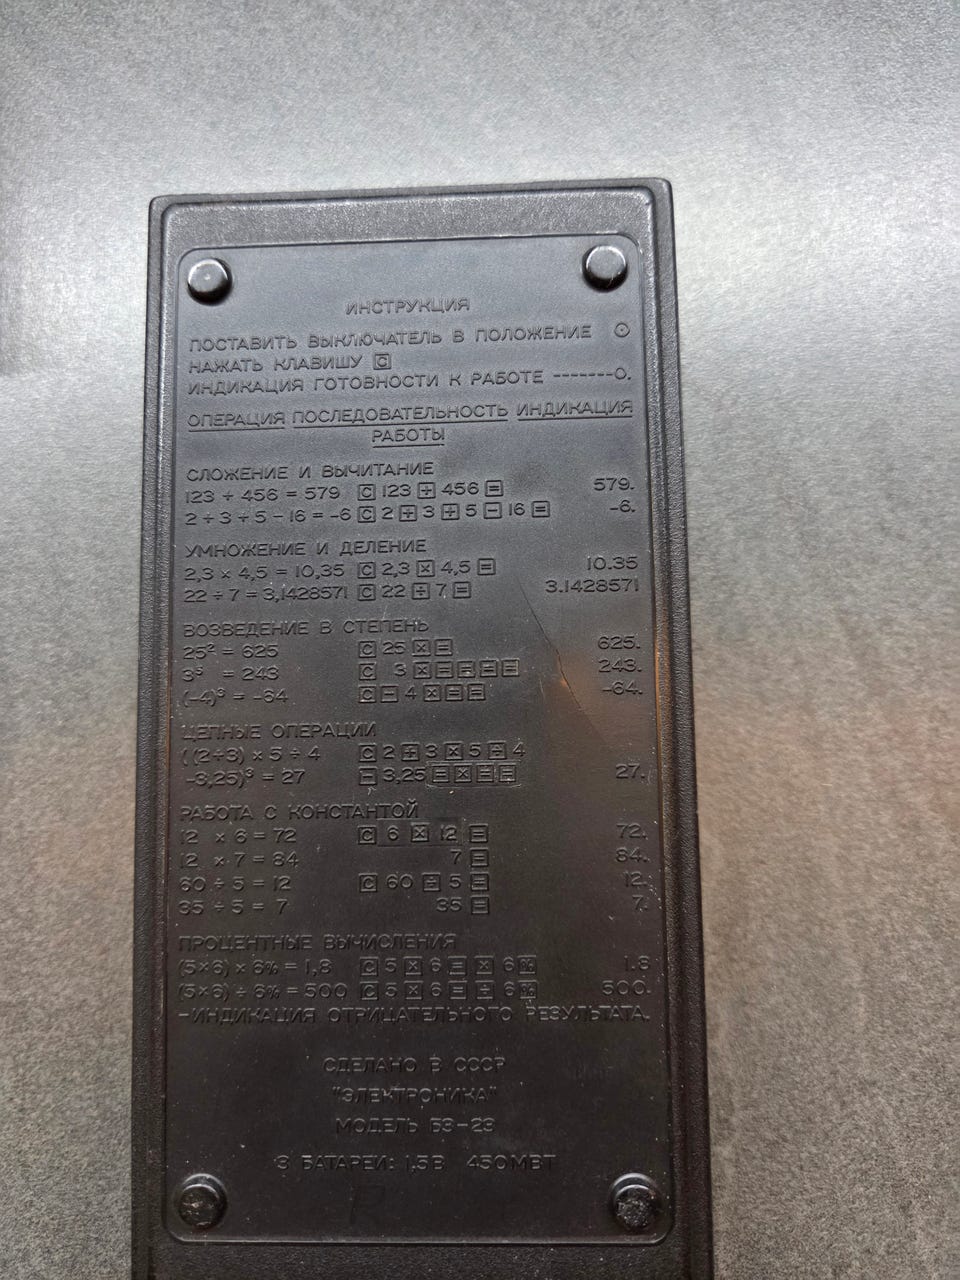 ИНСТРУКЦИЯ
ПОСТАВИТЬ ВЫКЛЮЧАТЕЛЬ В ПОЛОЖЕНИЕ ⊙
НАЖАТЬ КЛАВИШУ [C]
ИНДИКАЦИЯ ГОТОВНОСТИ К РАБОТЕ -------0.
ОПЕРАЦИЯ ПОСЛЕДОВАТЕЛЬНОСТЬ ИНДИКАЦИЯ
РАБОТЫ
СЛОЖЕНИЕ И ВЫЧИТАНИЕ
123 + 456 = 579 [C] 123 [+] 456 [=] 579.
2 + 3 + 5 - 16 = -6 [C] 2 [+] 3 [+] 5 [-] 16 [=] -6.
УМНОЖЕНИЕ И ДЕЛЕНИЕ
2,3 × 4,5 = 10,35 [C] 2,3 [×] 4,5 [=] 10.35
22 ÷ 7 = 3,1428571 [C] 22 [÷] 7 [=] 3.1428571
ВОЗВЕДЕНИЕ В СТЕПЕНЬ
25² = 625 [C] 25 [×] [=] 625.
3⁵ = 243 [C] 3 [×] [=] [=] [=] [=] 243.
(-4)³ = -64 [C] [-] 4 [×] [=] [=] -64.
ЦЕПНЫЕ ОПЕРАЦИИ
((2+3) × 5 ÷ 4 [C] 2 [+] 3 [×] 5 [÷] 4
-3,25)³ = 27 [-] 3,25 [=] [×] [=] [=] 27.
РАБОТА С КОНСТАНТОЙ
12 × 6 = 72 [C] 6 [×] 12 [=] 72.
12 × 7 = 84 7 [=] 84.
60 ÷ 5 = 12 [C] 60 [÷] 5 [=] 12.
35 ÷ 5 = 7 35 [=] 7.
ПРОЦЕНТНЫЕ ВЫЧИСЛЕНИЯ
(5×6) × 6% = 1,8 [C] 5 [×] 6 [=] [×] 6 [%] 1.8
(5×6) ÷ 6% = 500 [C] 5 [×] 6 [=] [÷] 6 [%] 500.
-ИНДИКАЦИЯ ОТРИЦАТЕЛЬНОГО РЕЗУЛЬТАТА.
СДЕЛАНО В СССР
"ЭЛЕКТРОНИКА"
МОДЕЛЬ Б3-23
3 БАТАРЕИ: 1,5В 450МВТ